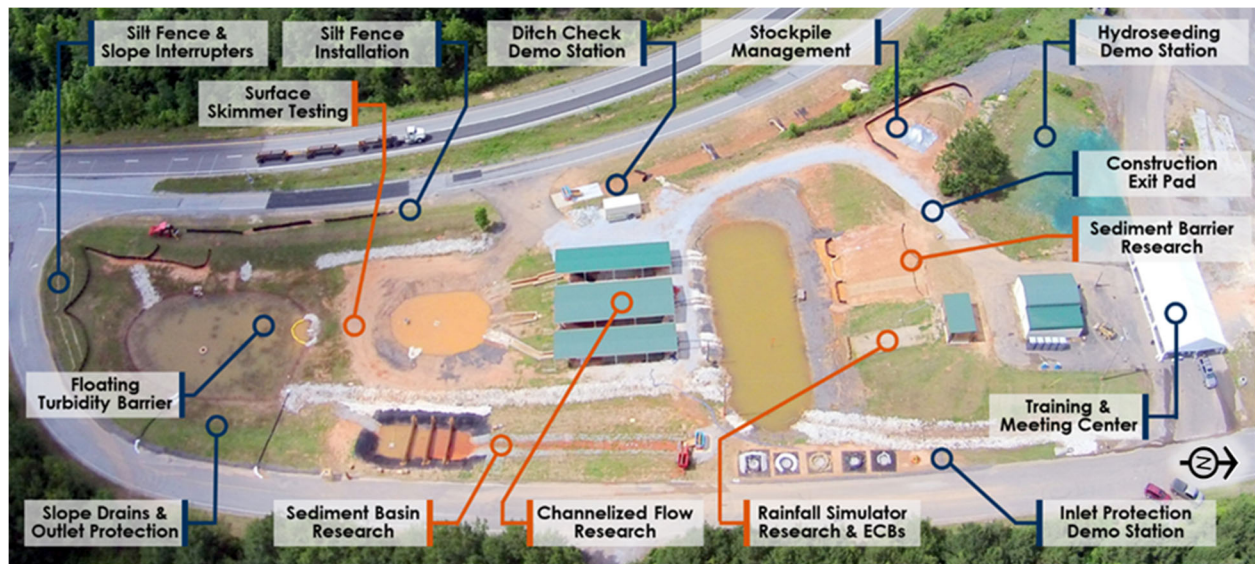 Silt Fence &
Slope Interrupters
Silt Fence
Installation
Ditch Check
Demo Station
Stockpile
Management
Hydroseeding
Demo Station
Surface
Skimmer Testing
Construction
Exit Pad
Sediment Barrier
Research
Floating
Turbidity Barrier
Training &
Meeting Center
N
Slope Drains &
Outlet Protection
Sediment Basin
Research
Channelized Flow
Research
Rainfall Simulator
Research & ECBs
Inlet Protection
Demo Station